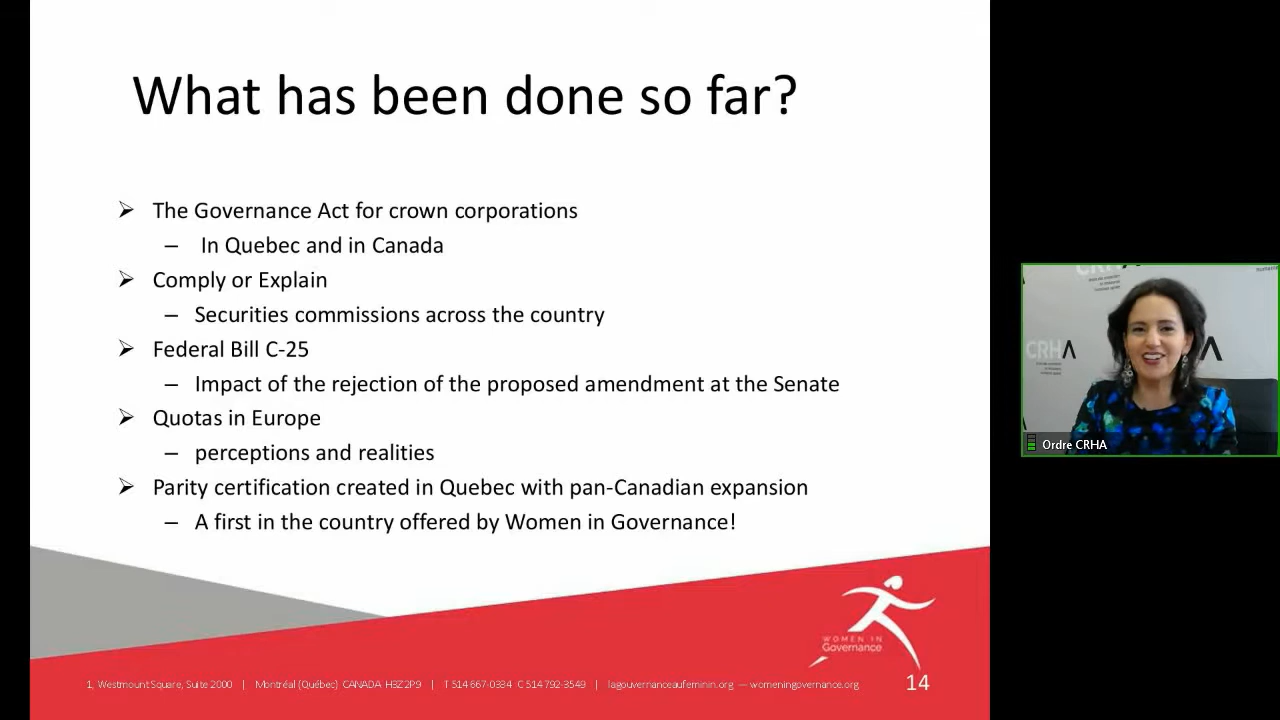 What has been done so far?
➢ The Governance Act for crown corporations
– In Quebec and in Canada
➢ Comply or Explain
– Securities commissions across the country
➢ Federal Bill C-25
– Impact of the rejection of the proposed amendment at the Senate
➢ Quotas in Europe
– perceptions and realities
➢ Parity certification created in Quebec with pan-Canadian expansion
– A first in the country offered by Women in Governance!
WOMEN IN
Governance
1, Westmount Square, Suite 2000 | Montréal (Québec) CANADA H3Z 2P9 | T 514 667-0384 C 514 792-3549 | lagouvernanceaufeminin.org — womeningovernance.org
14
CRHA
CRHA
Ordre CRHA